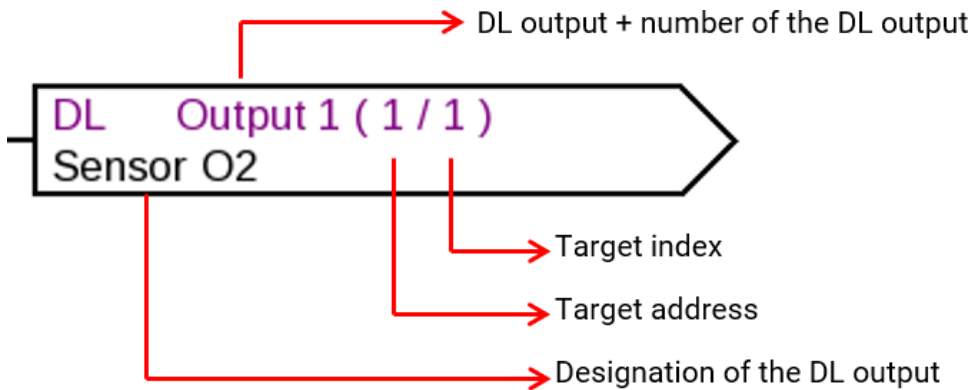 DL output + number of the DL output
DL Output 1 ( 1 / 1 )
Sensor O2
Target index
Target address
Designation of the DL output